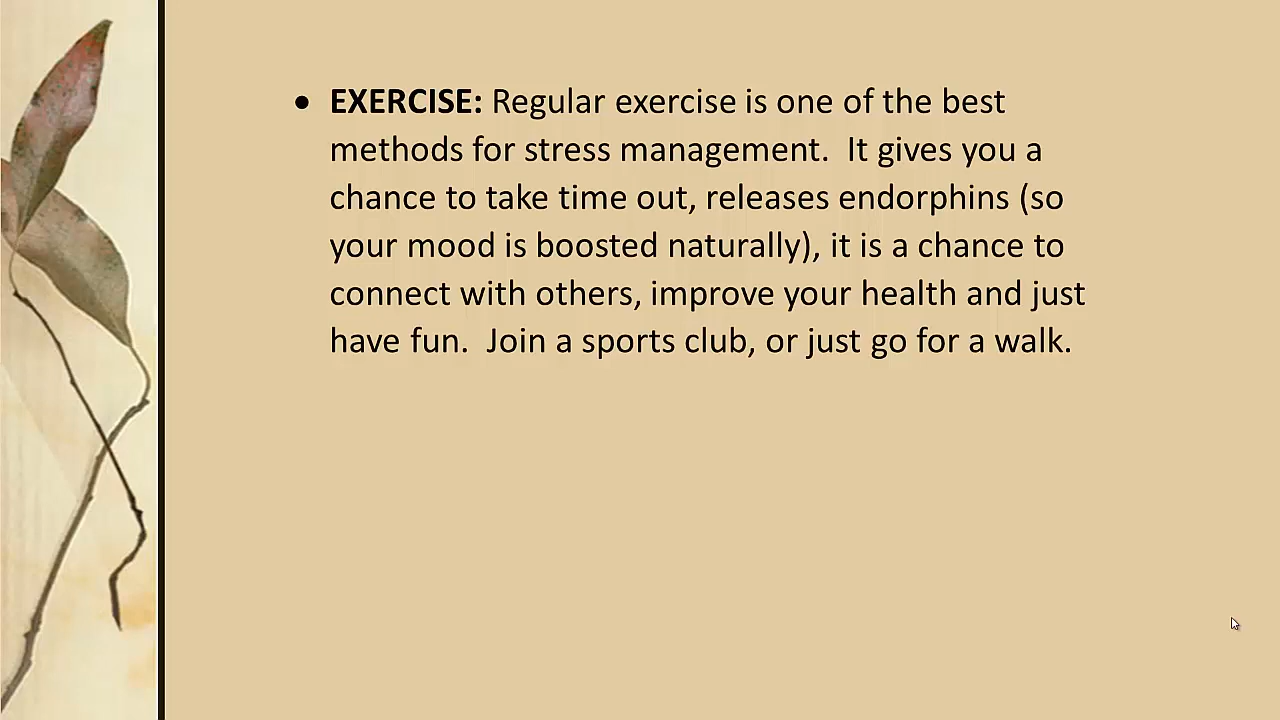 • EXERCISE: Regular exercise is one of the best
methods for stress management.  It gives you a
chance to take time out, releases endorphins (so
your mood is boosted naturally), it is a chance to
connect with others, improve your health and just
have fun.  Join a sports club, or just go for a walk.